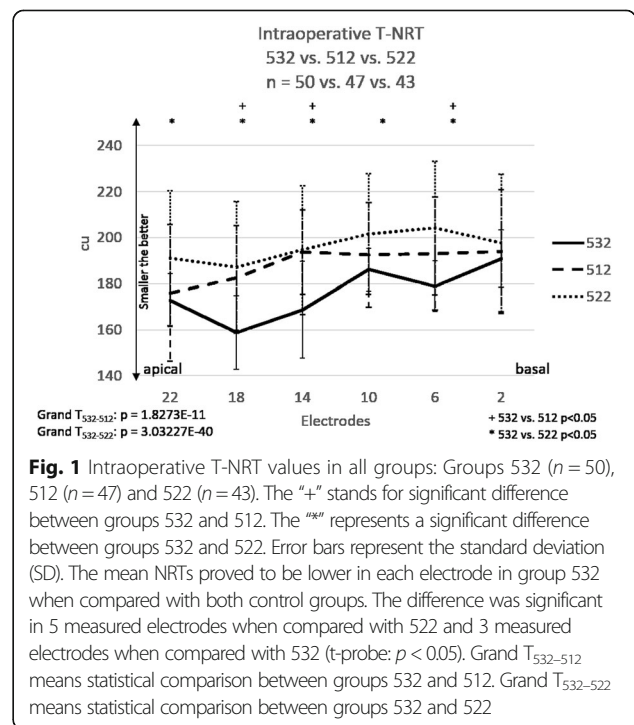 Intraoperative T-NRT
532 vs. 512 vs. 522
n = 50 vs. 47 vs. 43
+ + +
* * * * *
240
220
200
180
160
140
cu
Smaller the better
532
512
522
apical basal
22 18 14 10 6 2
Electrodes
Grand T532-512: p = 1.8273E-11
Grand T532-522: p = 3.03227E-40
+ 532 vs. 512 p<0.05
* 532 vs. 522 p<0.05
Fig. 1 Intraoperative T-NRT values in all groups: Groups 532 (n = 50),
512 (n = 47) and 522 (n = 43). The “+” stands for significant difference
between groups 532 and 512. The “*” represents a significant difference
between groups 532 and 522. Error bars represent the standard deviation
(SD). The mean NRTs proved to be lower in each electrode in group 532
when compared with both control groups. The difference was significant
in 5 measured electrodes when compared with 522 and 3 measured
electrodes when compared with 532 (t-probe: p < 0.05). Grand T532–512
means statistical comparison between groups 532 and 512. Grand T532–522
means statistical comparison between groups 532 and 522